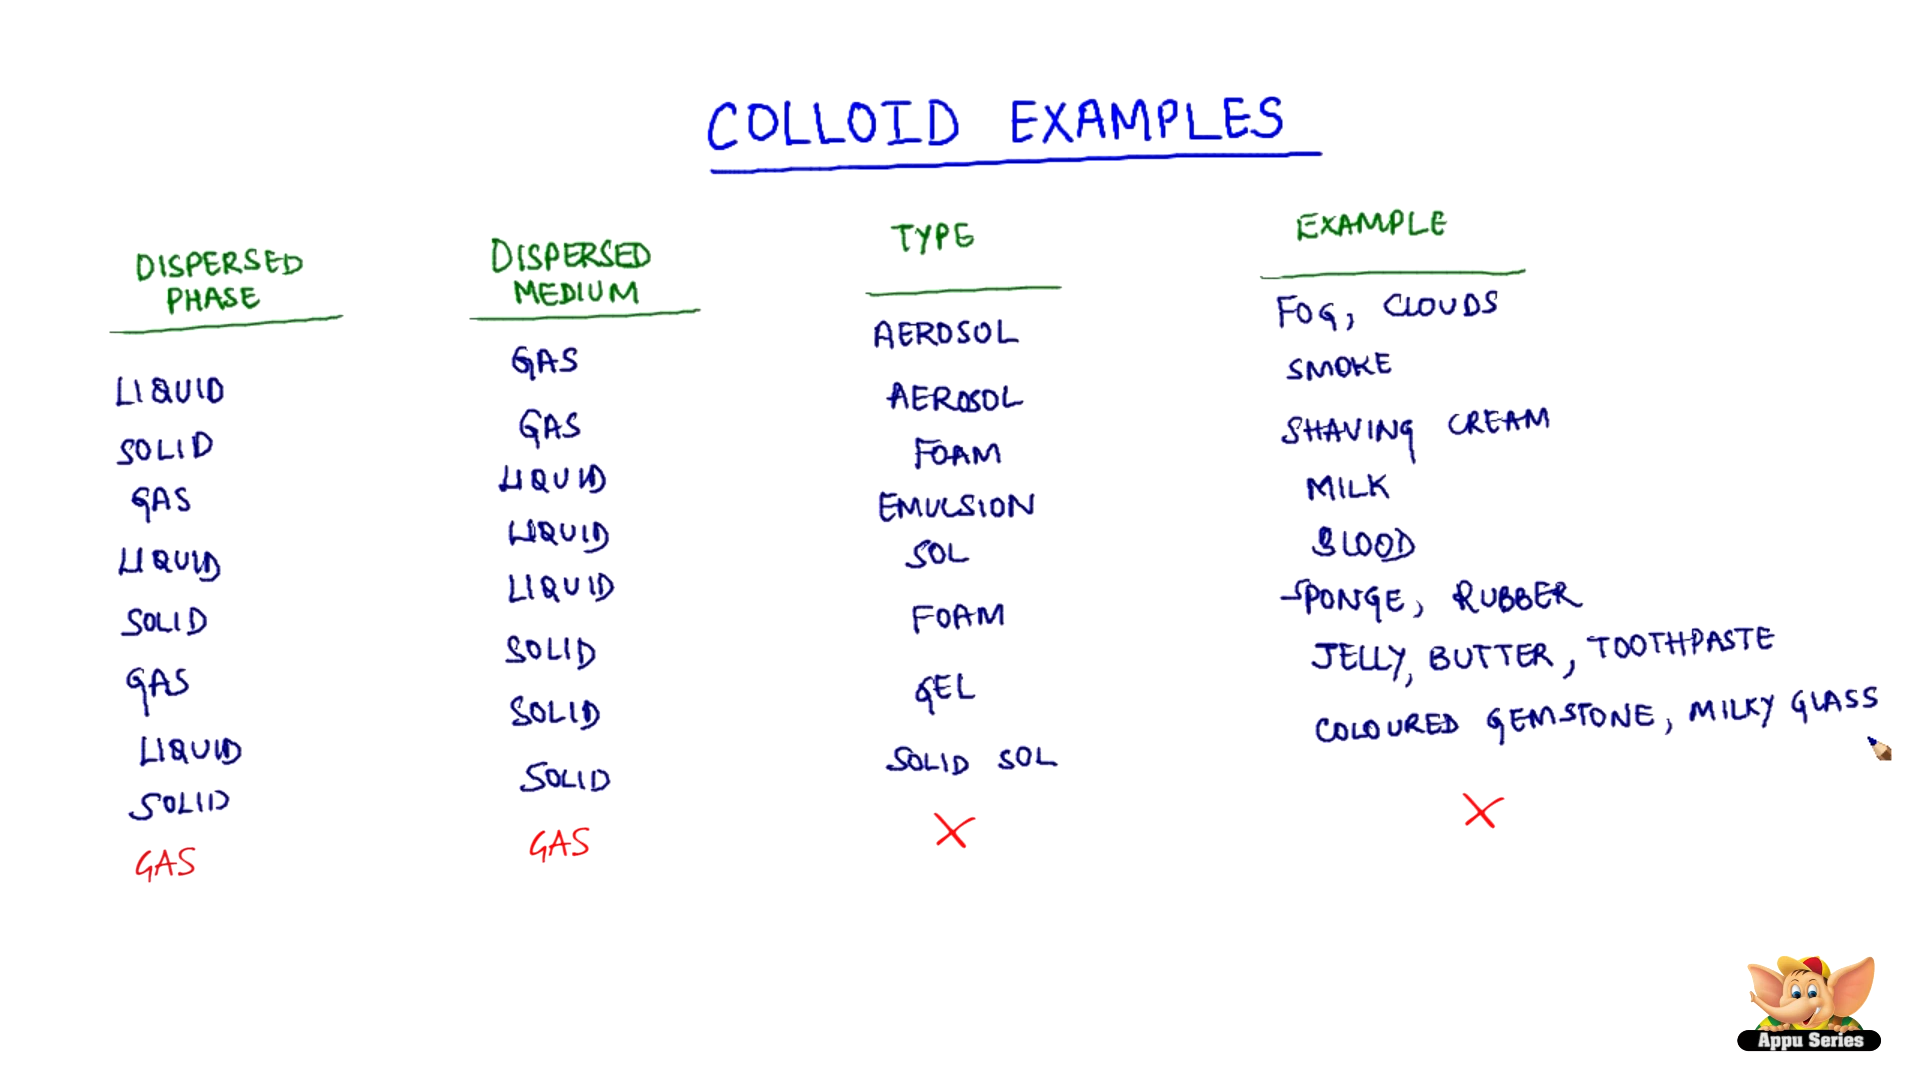 COLLOID EXAMPLES
DISPERSED PHASE DISPERSED MEDIUM TYPE EXAMPLE
LIQUID GAS AEROSOL FOG, CLOUDS
SOLID GAS AEROSOL SMOKE
GAS LIQUID FOAM SHAVING CREAM
LIQUID LIQUID EMULSION MILK
SOLID LIQUID SOL BLOOD
GAS SOLID FOAM SPONGE, RUBBER
LIQUID SOLID GEL JELLY, BUTTER, TOOTHPASTE
SOLID SOLID SOLID SOL COLOURED GEMSTONE, MILKY GLASS
GAS GAS X X
Appu Series